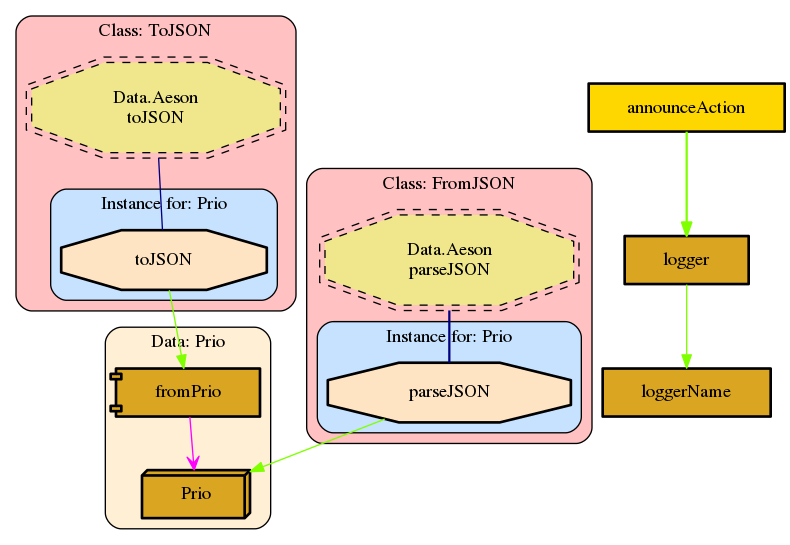 Class: ToJSON
Data.Aeson
toJSON
Instance for: Prio
toJSON
Data: Prio
fromPrio
Prio
Class: FromJSON
Data.Aeson
parseJSON
Instance for: Prio
parseJSON
announceAction
logger
loggerName